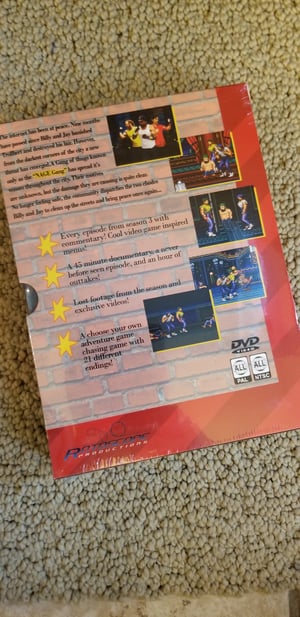 The internet has been at peace. Nine months
have passed since Billy and Jay banished
Trollbert and destroyed his lair. However,
from the darkest corners of the city a new
threat has emerged. A Gang of thugs known
as the "NAGE Gang" has spread it's
misery throughout the city. Their motives
are unknown, but the damage they are causing is quite clear.
No longer feeling safe, the community dispatches the two rivals
Billy and Jay to clean up the streets and bring peace once again.
Every episode from season 3 with
commentary! Cool video game inspired
menus!
A 45 minute documentary, a never
before seen episode, and an hour of
outtakes!
Lost footage from the season and
exclusive videos!
A choose your own
adventure game
chasing game with
21 different
endings!
DVD
VIDEO
ALL
PAL
ALL
NTSC
PRODUCTIONS